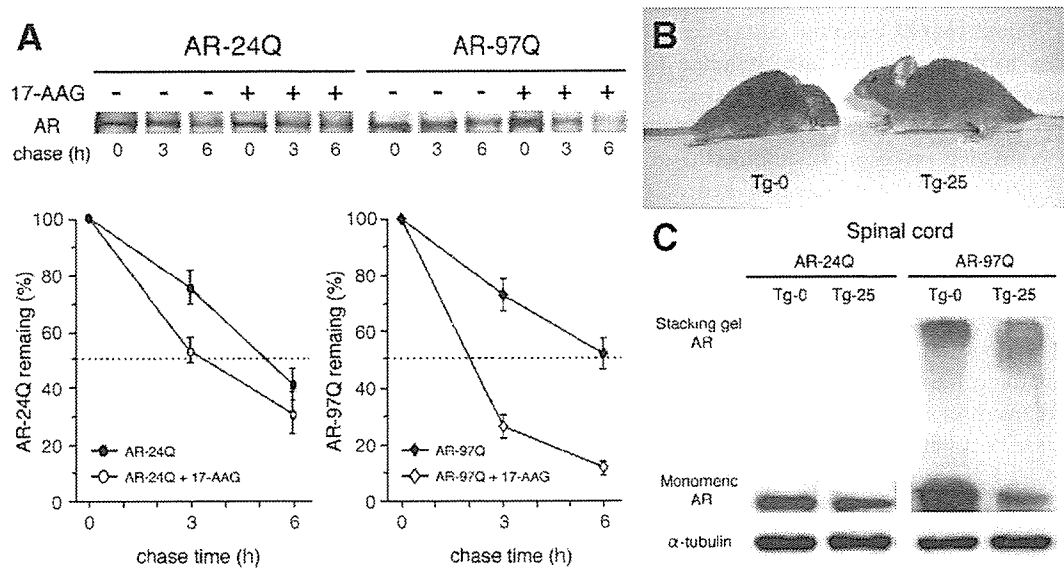 A
AR-24Q AR-97Q
17-AAG - - - + + + - - - + + +
AR
chase (h) 0 3 6 0 3 6 0 3 6 0 3 6
AR-24Q remaing (%)
100
80
60
40
20
0
AR-24Q
AR-24Q + 17-AAG
0 3 6
chase time (h)
AR-97Q remaing (%)
100
80
60
40
20
0
AR-97Q
AR-97Q + 17-AAG
0 3 6
chase time (h)
B
Tg-0 Tg-25
C
Spinal cord
AR-24Q AR-97Q
Tg-0 Tg-25 Tg-0 Tg-25
Stacking gel
AR
Monomeric
AR
α-tubulin